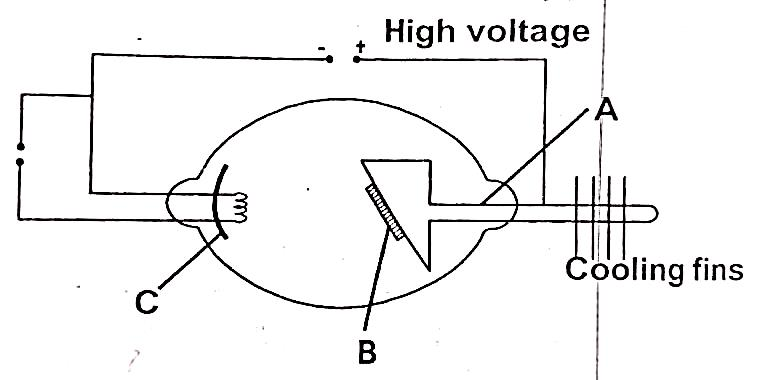 High voltage
- +
A
Cooling fins
C
B